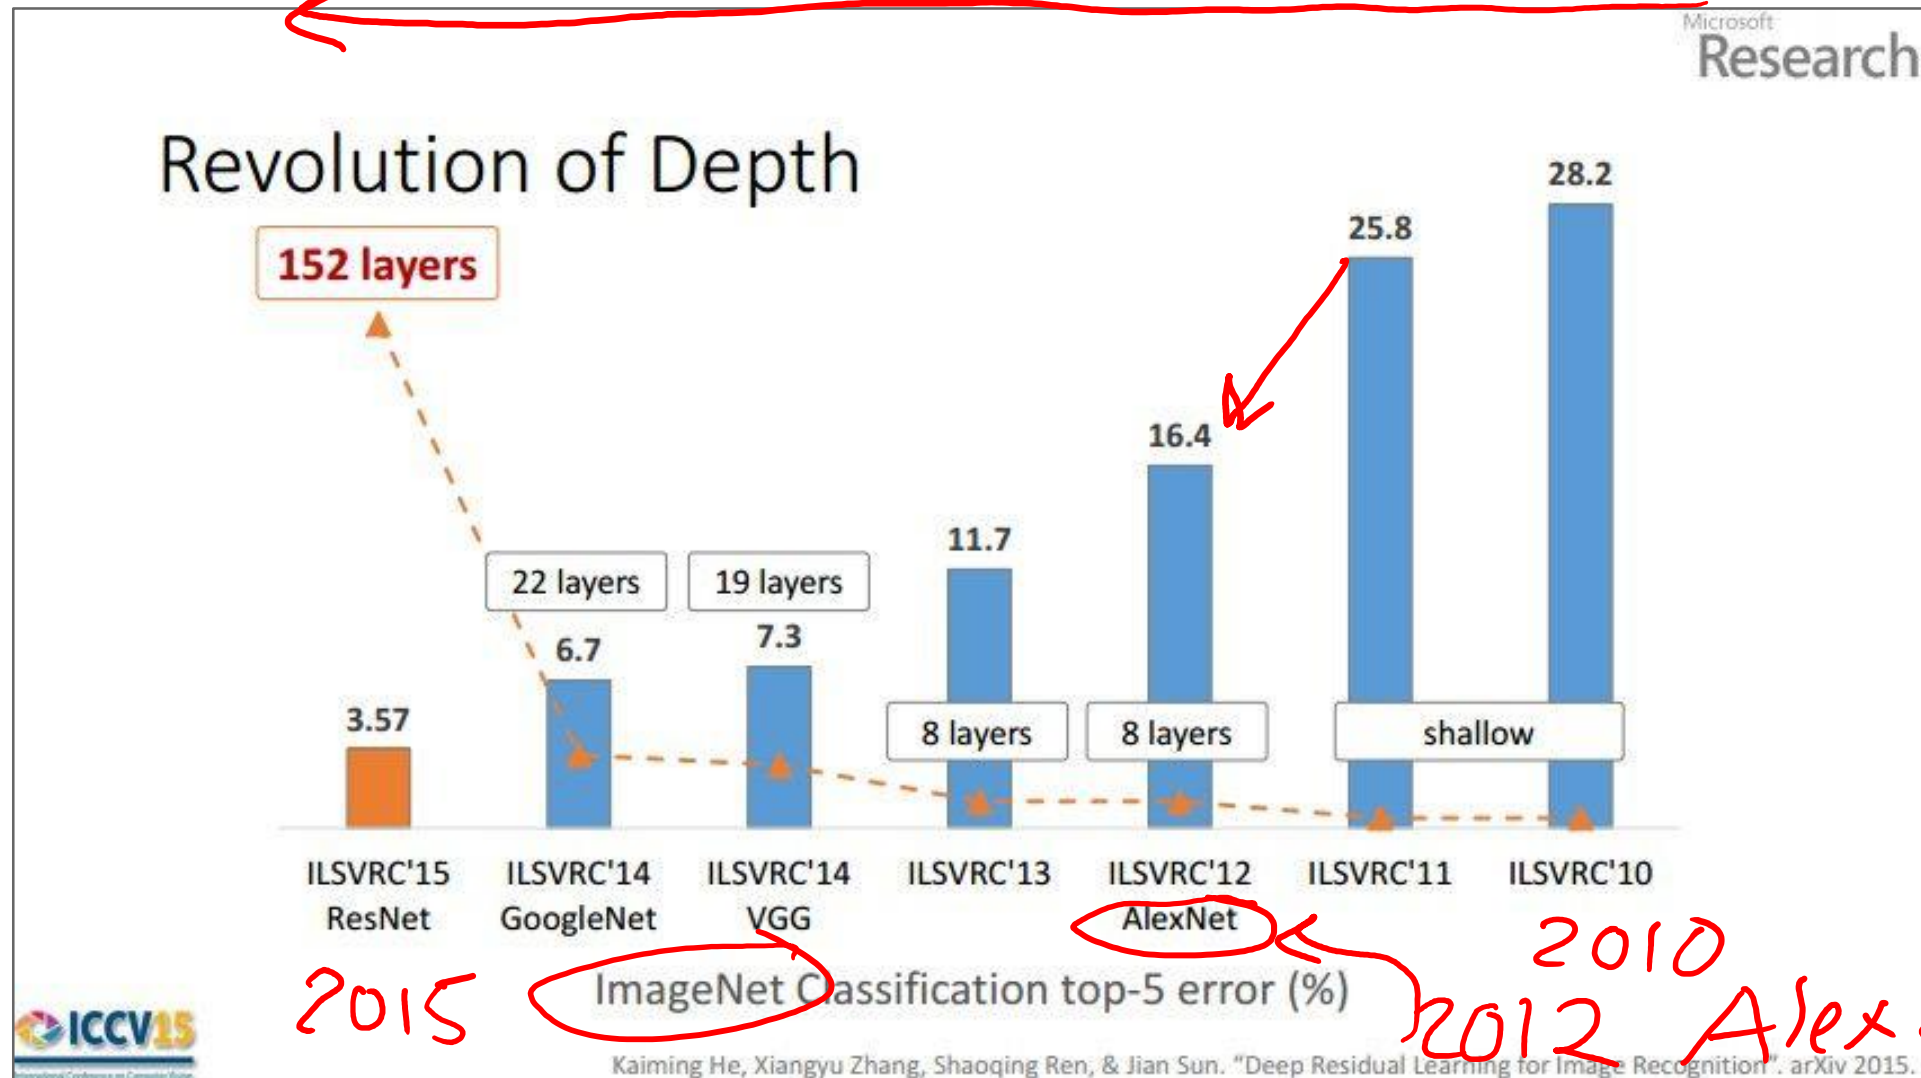 Microsoft
Research
Revolution of Depth
28.2
25.8
152 layers
16.4
11.7
22 layers
19 layers
7.3
6.7
3.57
8 layers
8 layers
shallow
ILSVRC'15 ILSVRC'14 ILSVRC'14 ILSVRC'13 ILSVRC'12 ILSVRC'11 ILSVRC'10
ResNet GoogleNet VGG AlexNet
2010
ImageNet Classification top-5 error (%)
2015
2012 Alex
ICCV15
Kaiming He, Xiangyu Zhang, Shaoqing Ren, & Jian Sun. "Deep Residual Learning for Image Recognition". arXiv 2015.